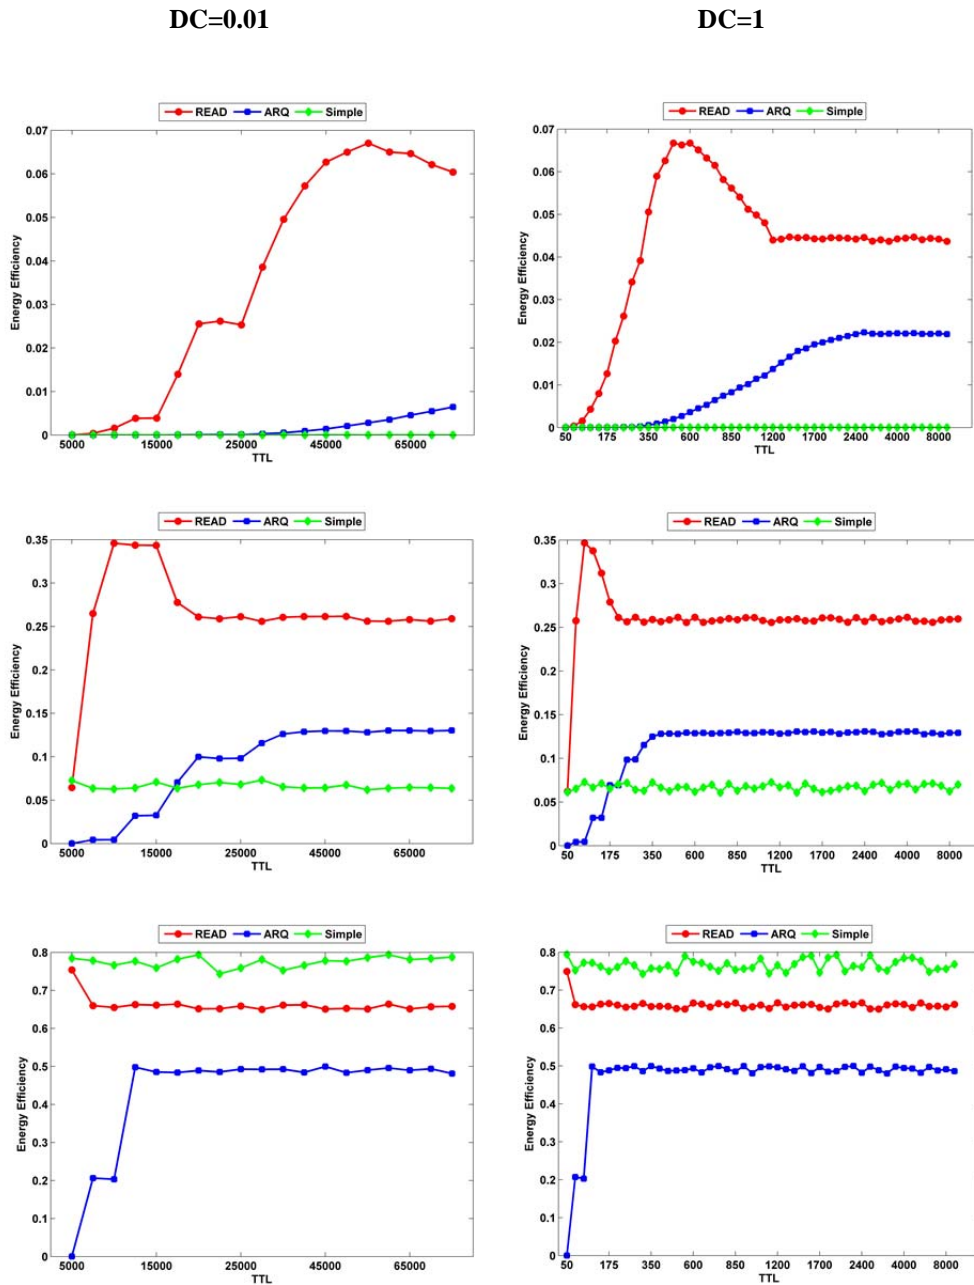 DC=0.01 DC=1
READ ARQ Simple
0.07
0.06
0.05
0.04
0.03
0.02
0.01
0
Energy Efficiency
5000 15000 25000 45000 65000
TTL
READ ARQ Simple
0.07
0.06
0.05
0.04
0.03
0.02
0.01
0
Energy Efficiency
50 175 350 600 850 1200 1700 2400 4000 8000
TTL
READ ARQ Simple
0.35
0.3
0.25
0.2
0.15
0.1
0.05
0
Energy Efficiency
5000 15000 25000 45000 65000
TTL
READ ARQ Simple
0.35
0.3
0.25
0.2
0.15
0.1
0.05
0
Energy Efficiency
50 175 350 600 850 1200 1700 2400 4000 8000
TTL
READ ARQ Simple
0.8
0.7
0.6
0.5
0.4
0.3
0.2
0.1
0
Energy Efficiency
5000 15000 25000 45000 65000
TTL
READ ARQ Simple
0.8
0.7
0.6
0.5
0.4
0.3
0.2
0.1
0
Energy Efficiency
50 175 350 600 850 1200 1700 2400 4000 8000
TTL